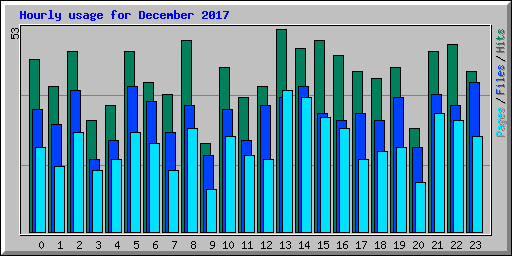 Hourly usage for December 2017
53
Pages/Files/Hits
0 1 2 3 4 5 6 7 8 9 10 11 12 13 14 15 16 17 18 19 20 21 22 23